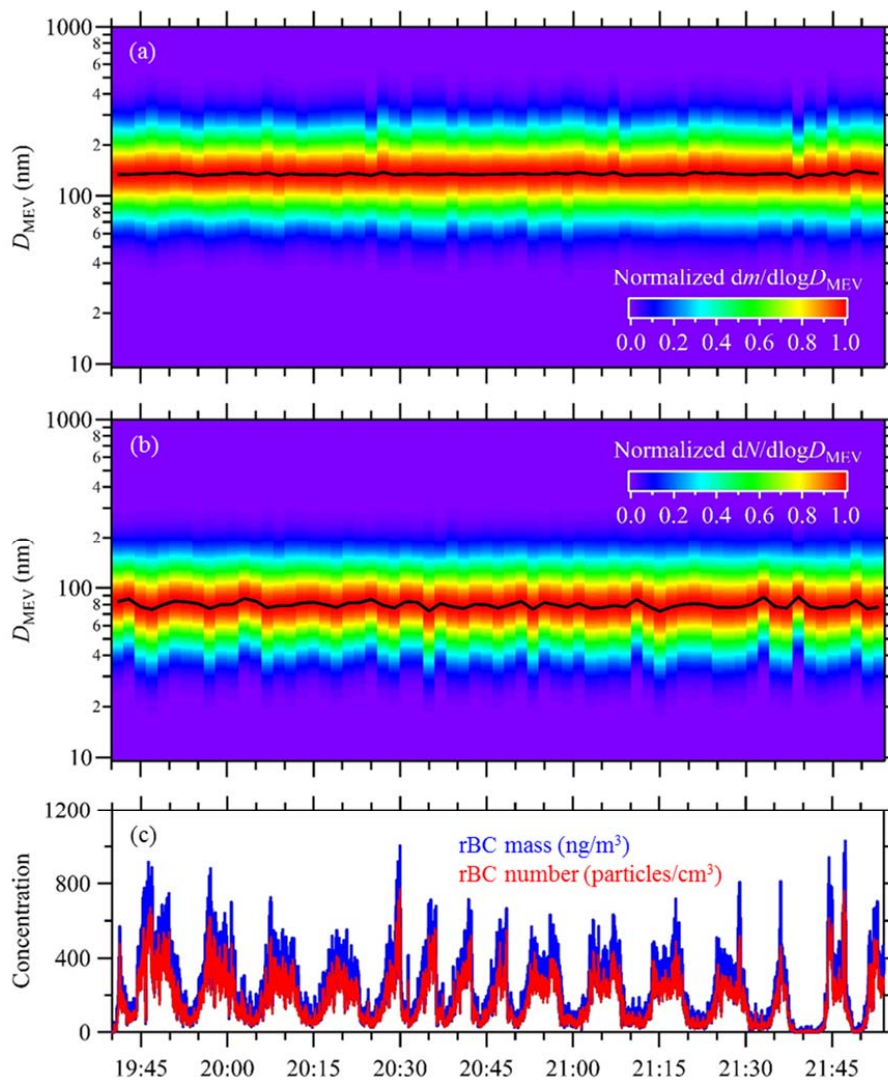 1000
8
6
4
2
100
8
6
4
2
10
D_MEV (nm)
(a)
Normalized dm/dlogD_MEV
0.0 0.2 0.4 0.6 0.8 1.0
1000
8
6
4
2
100
8
6
4
2
10
D_MEV (nm)
(b)
Normalized dN/dlogD_MEV
0.0 0.2 0.4 0.6 0.8 1.0
1200
800
400
0
Concentration
(c)
rBC mass (ng/m³)
rBC number (particles/cm³)
19:45 20:00 20:15 20:30 20:45 21:00 21:15 21:30 21:45